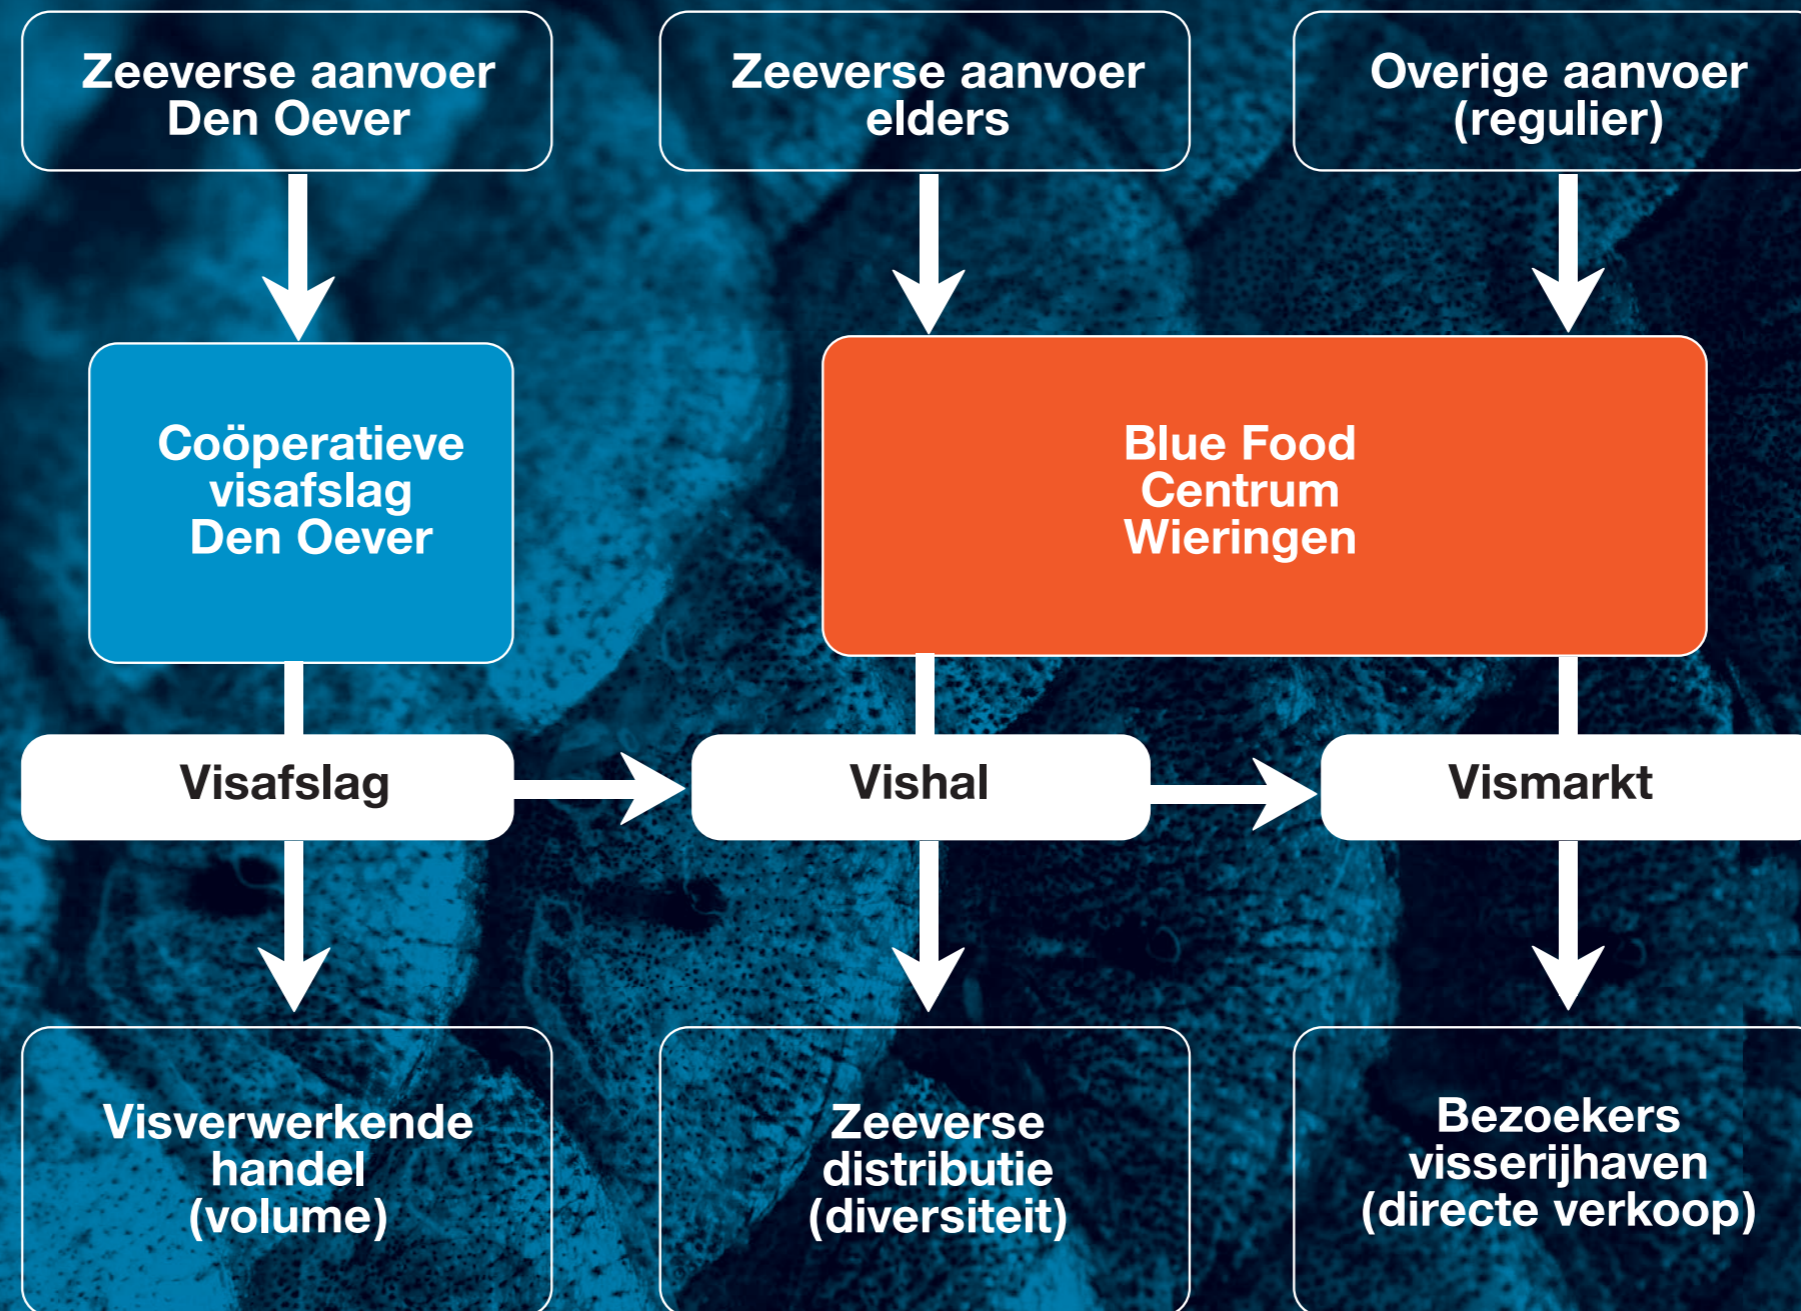 Zeeverse aanvoer
Den Oever
Zeeverse aanvoer
elders
Overige aanvoer
(regulier)
Coöperatieve
visafslag
Den Oever
Blue Food
Centrum
Wieringen
Visafslag
Vishal
Vismarkt
Visverwerkende
handel
(volume)
Zeeverse
distributie
(diversiteit)
Bezoekers
visserijhaven
(directe verkoop)